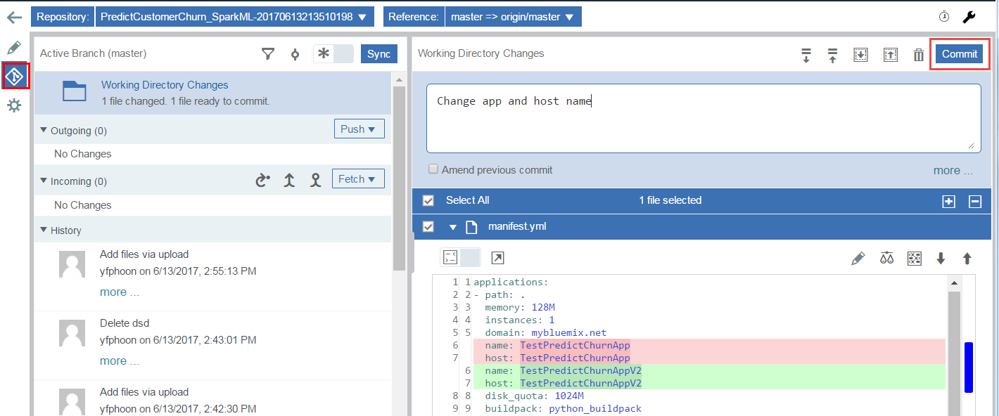 Repository: PredictCustomerChurn_SparkML-20170613213510198 Reference: master => origin/master
Active Branch (master) Sync
Working Directory Changes
1 file changed. 1 file ready to commit.
Outgoing (0) Push
No Changes
Incoming (0) Fetch
No Changes
History
Add files via upload
yfphoon on 6/13/2017, 2:55:13 PM
more ...
Delete dsd
yfphoon on 6/13/2017, 2:43:01 PM
more ...
Add files via upload
yfphoon on 6/13/2017, 2:42:30 PM
Working Directory Changes Commit
Change app and host name
Amend previous commit more ...
Select All 1 file selected
manifest.yml
1 1 applications:
2 2 - path: .
3 3 memory: 128M
4 4 instances: 1
5 5 domain: mybluemix.net
6 name: TestPredictChurnApp
7 host: TestPredictChurnApp
6 name: TestPredictChurnAppV2
7 host: TestPredictChurnAppV2
8 8 disk_quota: 1024M
9 9 buildpack: python_buildpack